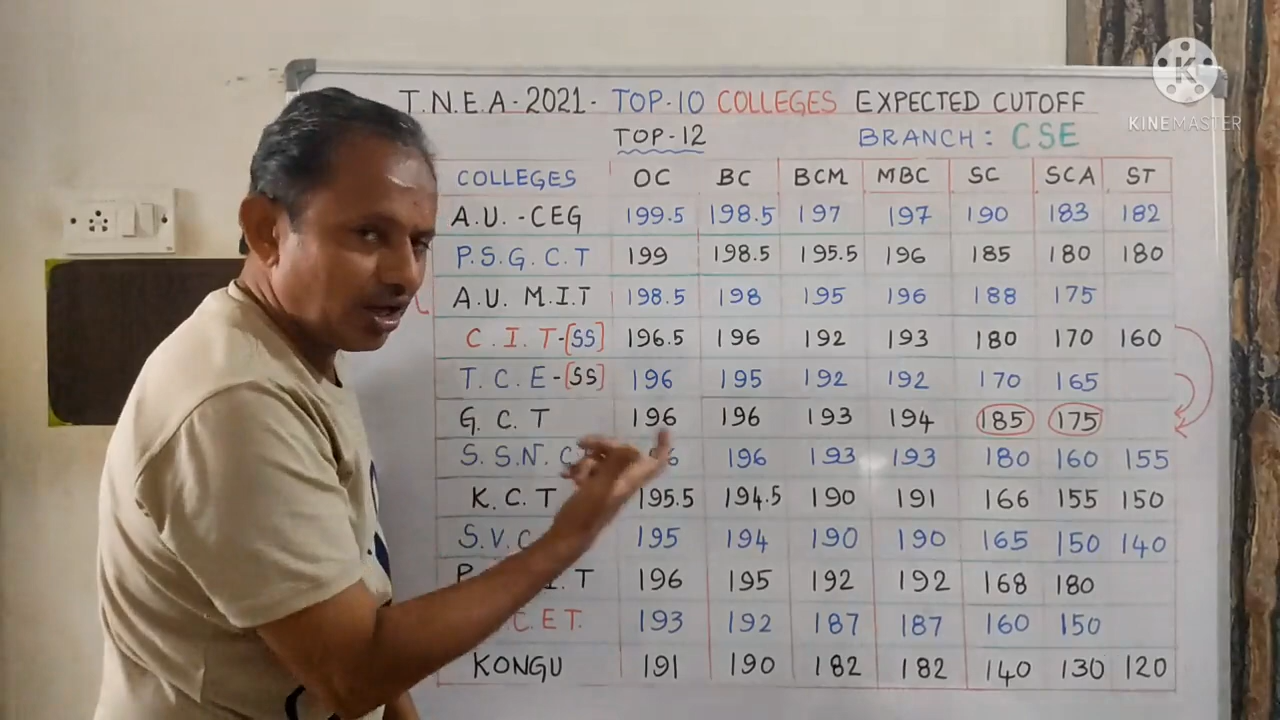 T.N.E.A-2021- TOP-10 COLLEGES EXPECTED CUTOFF
TOP-12 BRANCH: CSE
COLLEGES OC BC BCM MBC SC SCA ST
A.U.-CEG 199.5 198.5 197 197 190 183 182
P.S.G.C.T 199 198.5 195.5 196 185 180 180
A.U. M.I.T 198.5 198 195 196 188 175
C.I.T-[SS] 196.5 196 192 193 180 170 160
T.C.E-[SS] 196 195 192 192 170 165
G.C.T 196 196 193 194 185 175
S.S.N. 196 193 193 180 160 155
K.C.T 195.5 194.5 190 191 166 155 150
S.V.C 195 194 190 190 165 150 140
T 196 195 192 192 168 180
C.ET. 193 192 187 187 160 150
KONGU 191 190 182 182 140 130 120
K
KINEMASTER